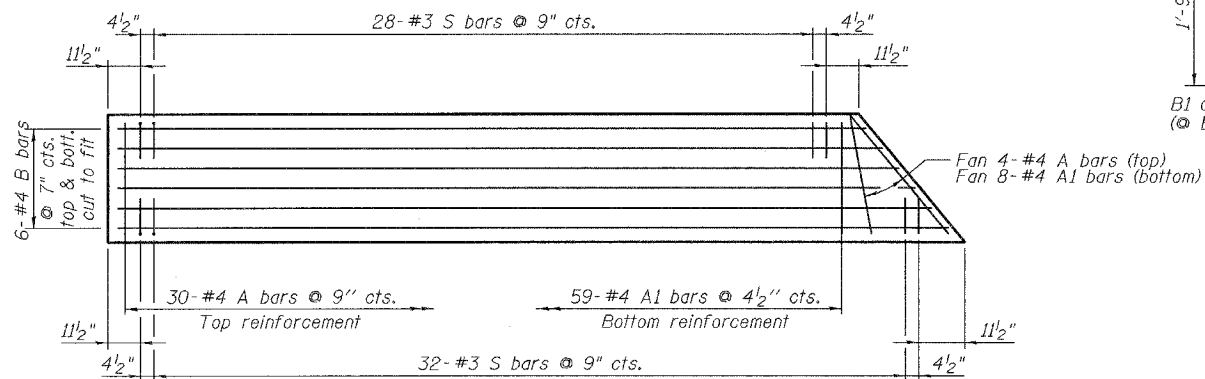 4½" 28-#3 S bars @ 9" cts. 4½"
11½" 11½"
6-#4 B bars
@ 7" cts.
top & bott.
cut to fit
1'-9
B1
(@
Fan 4-#4 A bars (top)
Fan 8-#4 A1 bars (bottom)
30-#4 A bars @ 9" cts.
Top reinforcement
59-#4 A1 bars @ 4½" cts.
Bottom reinforcement
11½" 11½"
4½" 32-#3 S bars @ 9" cts. 4½"